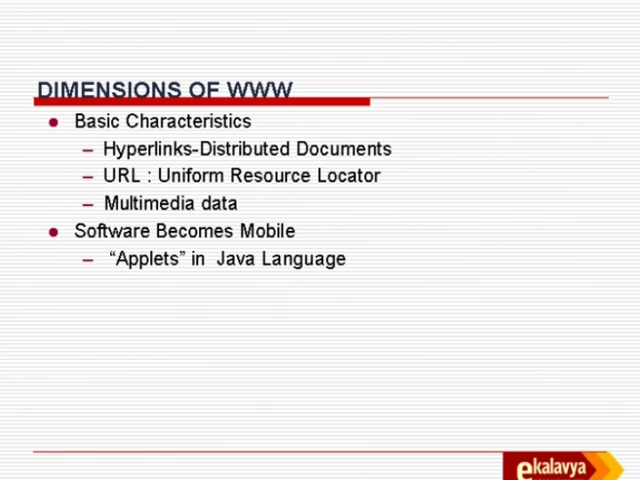 DIMENSIONS OF WWW
● Basic Characteristics
– Hyperlinks-Distributed Documents
– URL : Uniform Resource Locator
– Multimedia data
● Software Becomes Mobile
– “Applets” in Java Language
ekalavya